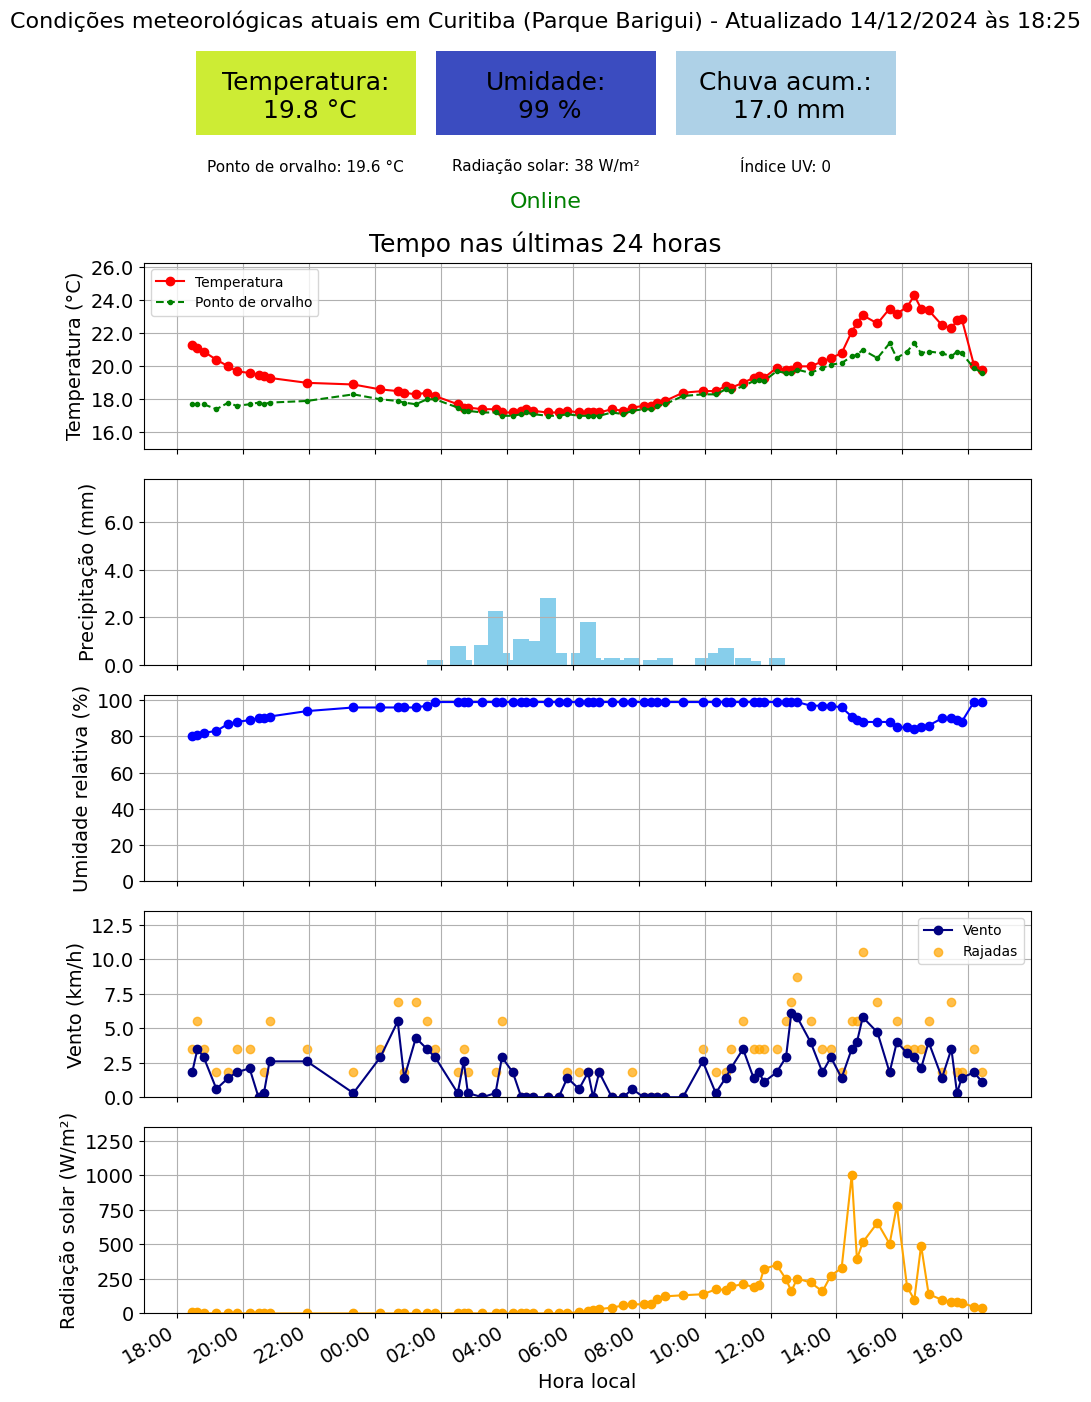 Condições meteorológicas atuais em Curitiba (Parque Barigui) - Atualizado 14/12/2024 às 18:25
Temperatura:
19.8 °C
Umidade:
99 %
Chuva acum.:
17.0 mm
Ponto de orvalho: 19.6 °C
Radiação solar: 38 W/m²
Índice UV: 0
Online
Tempo nas últimas 24 horas
Temperatura (°C)
26.0
24.0
22.0
20.0
18.0
16.0
Temperatura
Ponto de orvalho
Precipitação (mm)
6.0
4.0
2.0
0.0
Umidade relativa (%)
100
80
60
40
20
0
Vento (km/h)
12.5
10.0
7.5
5.0
2.5
0.0
Vento
Rajadas
Radiação solar (W/m²)
1250
1000
750
500
250
0
18:00
20:00
22:00
00:00
02:00
04:00
06:00
08:00
10:00
12:00
14:00
16:00
18:00
Hora local